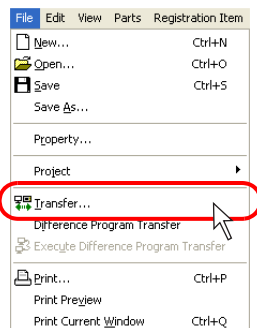 File Edit View Parts Registration Item
New... Ctrl+N
Open... Ctrl+O
Save Ctrl+S
Save As...
Property...
Project
Transfer...
Difference Program Transfer
Execute Difference Program Transfer
Print... Ctrl+P
Print Preview
Print Current Window Ctrl+Q